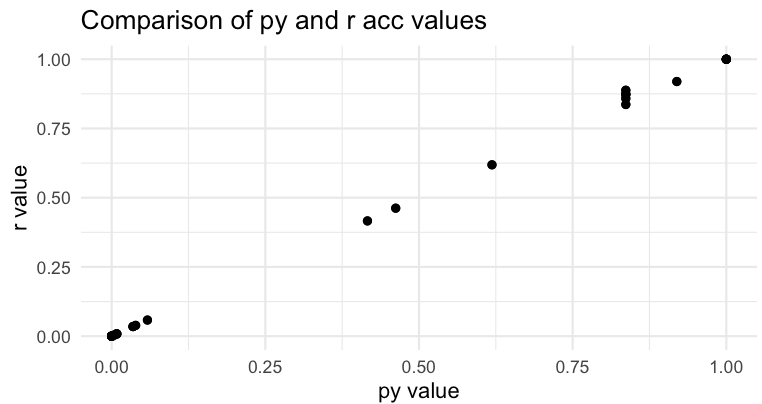 Comparison of py and r acc values
1.00
0.75
0.50
0.25
0.00
r value
0.00 0.25 0.50 0.75 1.00
py value